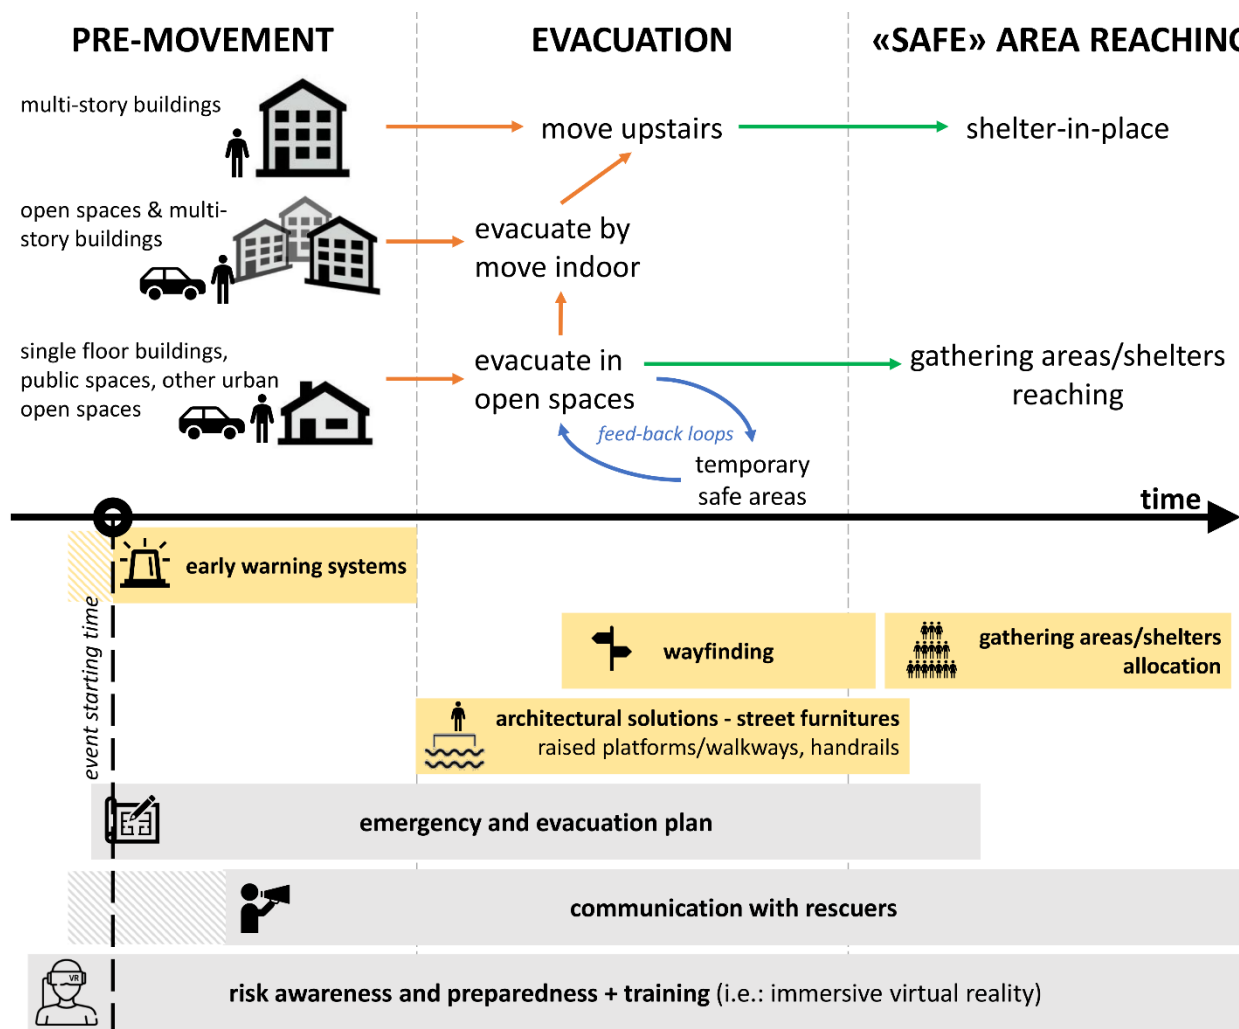 PRE-MOVEMENT
EVACUATION
«SAFE» AREA REACHING
multi-story buildings
move upstairs
shelter-in-place
open spaces & multi-
story buildings
evacuate by
move indoor
single floor buildings,
public spaces, other urban
open spaces
evacuate in
open spaces
gathering areas/shelters
reaching
feed-back loops
temporary
safe areas
time
early warning systems
event starting time
wayfinding
gathering areas/shelters
allocation
architectural solutions - street furnitures
raised platforms/walkways, handrails
emergency and evacuation plan
communication with rescuers
VR
risk awareness and preparedness + training (i.e.: immersive virtual reality)